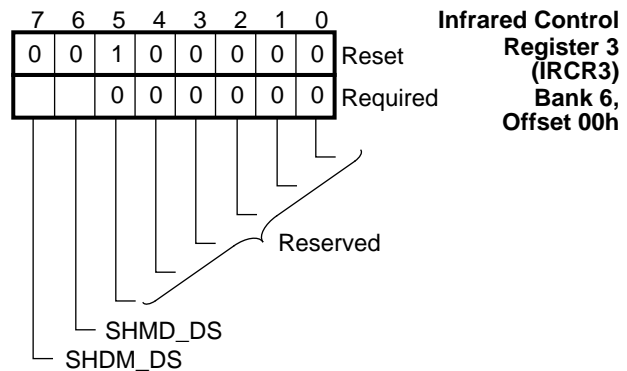 7 6 5 4 3 2 1 0
Infrared Control
Register 3
(IRCR3)
Bank 6,
Offset 00h
0 0 1 0 0 0 0 0 Reset
0 0 0 0 0 0 Required
Reserved
SHMD_DS
SHDM_DS